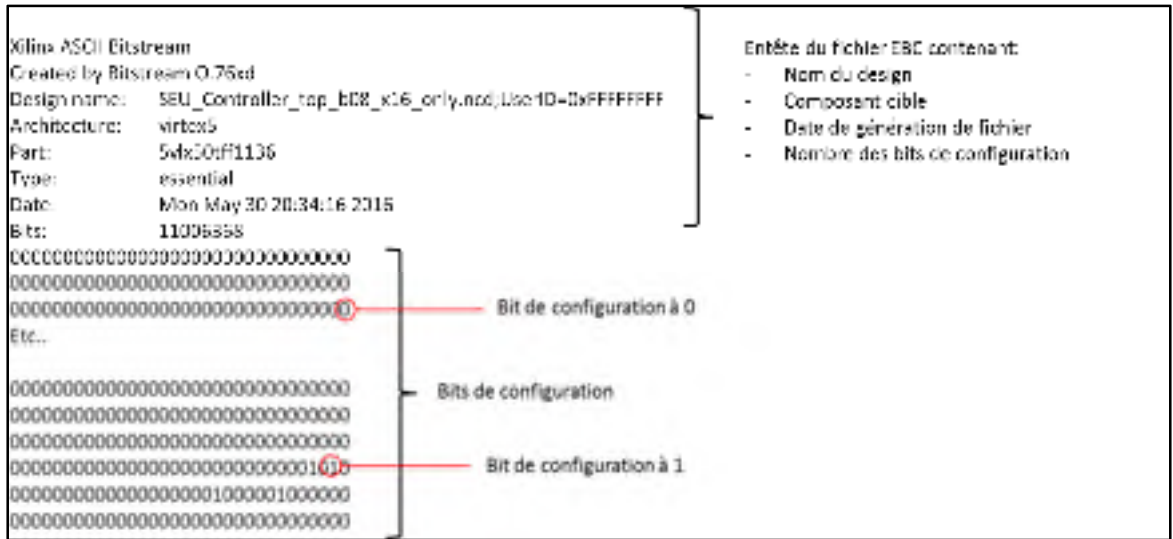 Xilinx ASCII Bitstream
Created by Bitstream O.76xd
Design name: SEU_Controller_top_b08_x16_only.ncd;UserID=0xFFFFFFFF
Architecture: virtex5
Part: 5vlx50tff1136
Type: essential
Date: Mon May 30 20:34:16 2016
Bits: 11006368
00000000000000000000000000000000
00000000000000000000000000000000
00000000000000000000000000000000
Etc..
00000000000000000000000000000000
00000000000000000000000000000000
00000000000000000000000000000000
00000000000000000000000000001010
00000000000000000001000001000000
00000000000000000000000000000000
Entête du fichier EBC contenant:
- Nom du design
- Composant cible
- Date de génération de fichier
- Nombre des bits de configuration
Bit de configuration à 0
Bits de configuration
Bit de configuration à 1